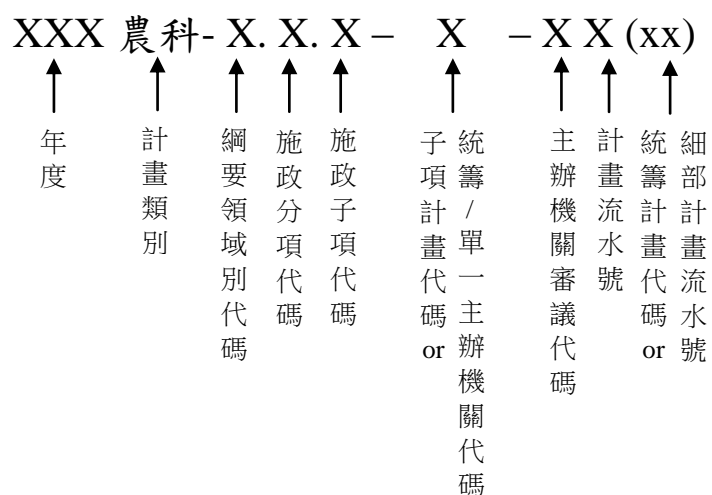 XXX 農科- X. X. X – X – X X (xx)
年度
計畫類別
綱要領域別代碼
施政分項代碼
施政子項代碼
子項計畫代碼 or
統籌/單一主辦機關代碼
主辦機關審議代碼
計畫流水號
統籌計畫代碼 or
細部計畫流水號